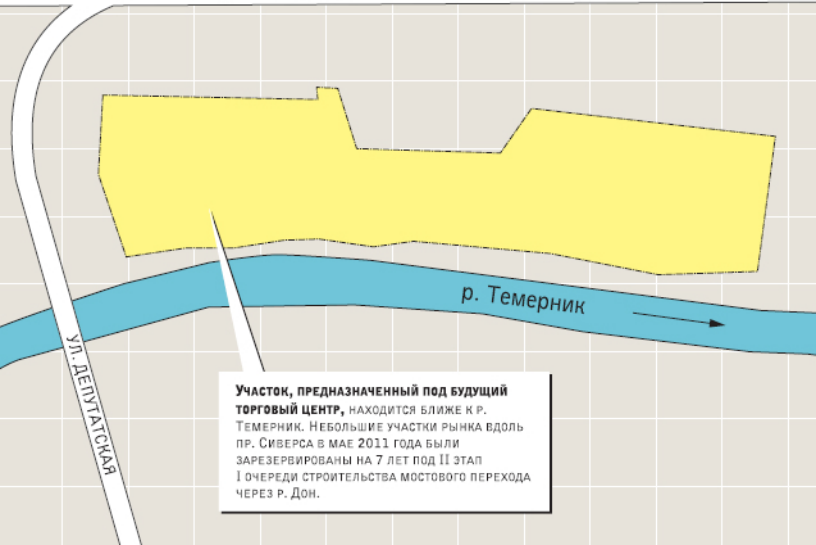 р. Темерник
УЛ. ДЕПУТАТСКАЯ
УЧАСТОК, ПРЕДНАЗНАЧЕННЫЙ ПОД БУДУЩИЙ
ТОРГОВЫЙ ЦЕНТР, НАХОДИТСЯ БЛИЖЕ К Р.
ТЕМЕРНИК. НЕБОЛЬШИЕ УЧАСТКИ РЫНКА ВДОЛЬ
ПР. СИВЕРСА В МАЕ 2011 ГОДА БЫЛИ
ЗАРЕЗЕРВИРОВАНЫ НА 7 ЛЕТ ПОД II ЭТАП
I ОЧЕРЕДИ СТРОИТЕЛЬСТВА МОСТОВОГО ПЕРЕХОДА
ЧЕРЕЗ Р. ДОН.